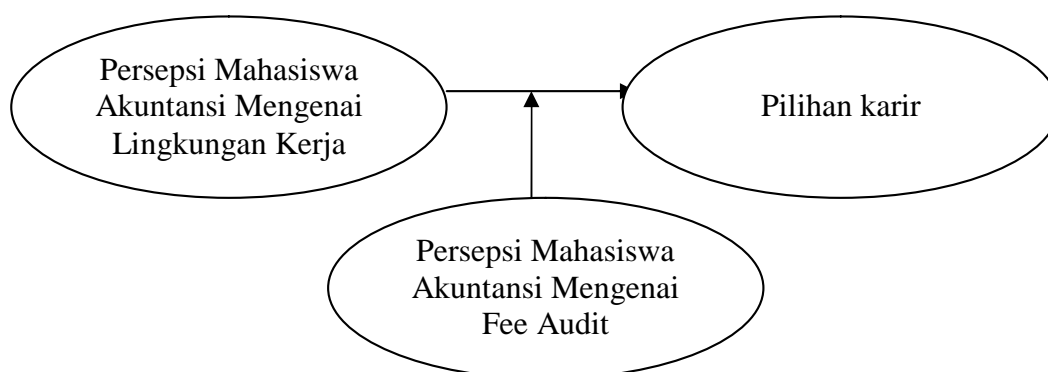 Persepsi Mahasiswa
Akuntansi Mengenai
Lingkungan Kerja
Pilihan karir
Persepsi Mahasiswa
Akuntansi Mengenai
Fee Audit